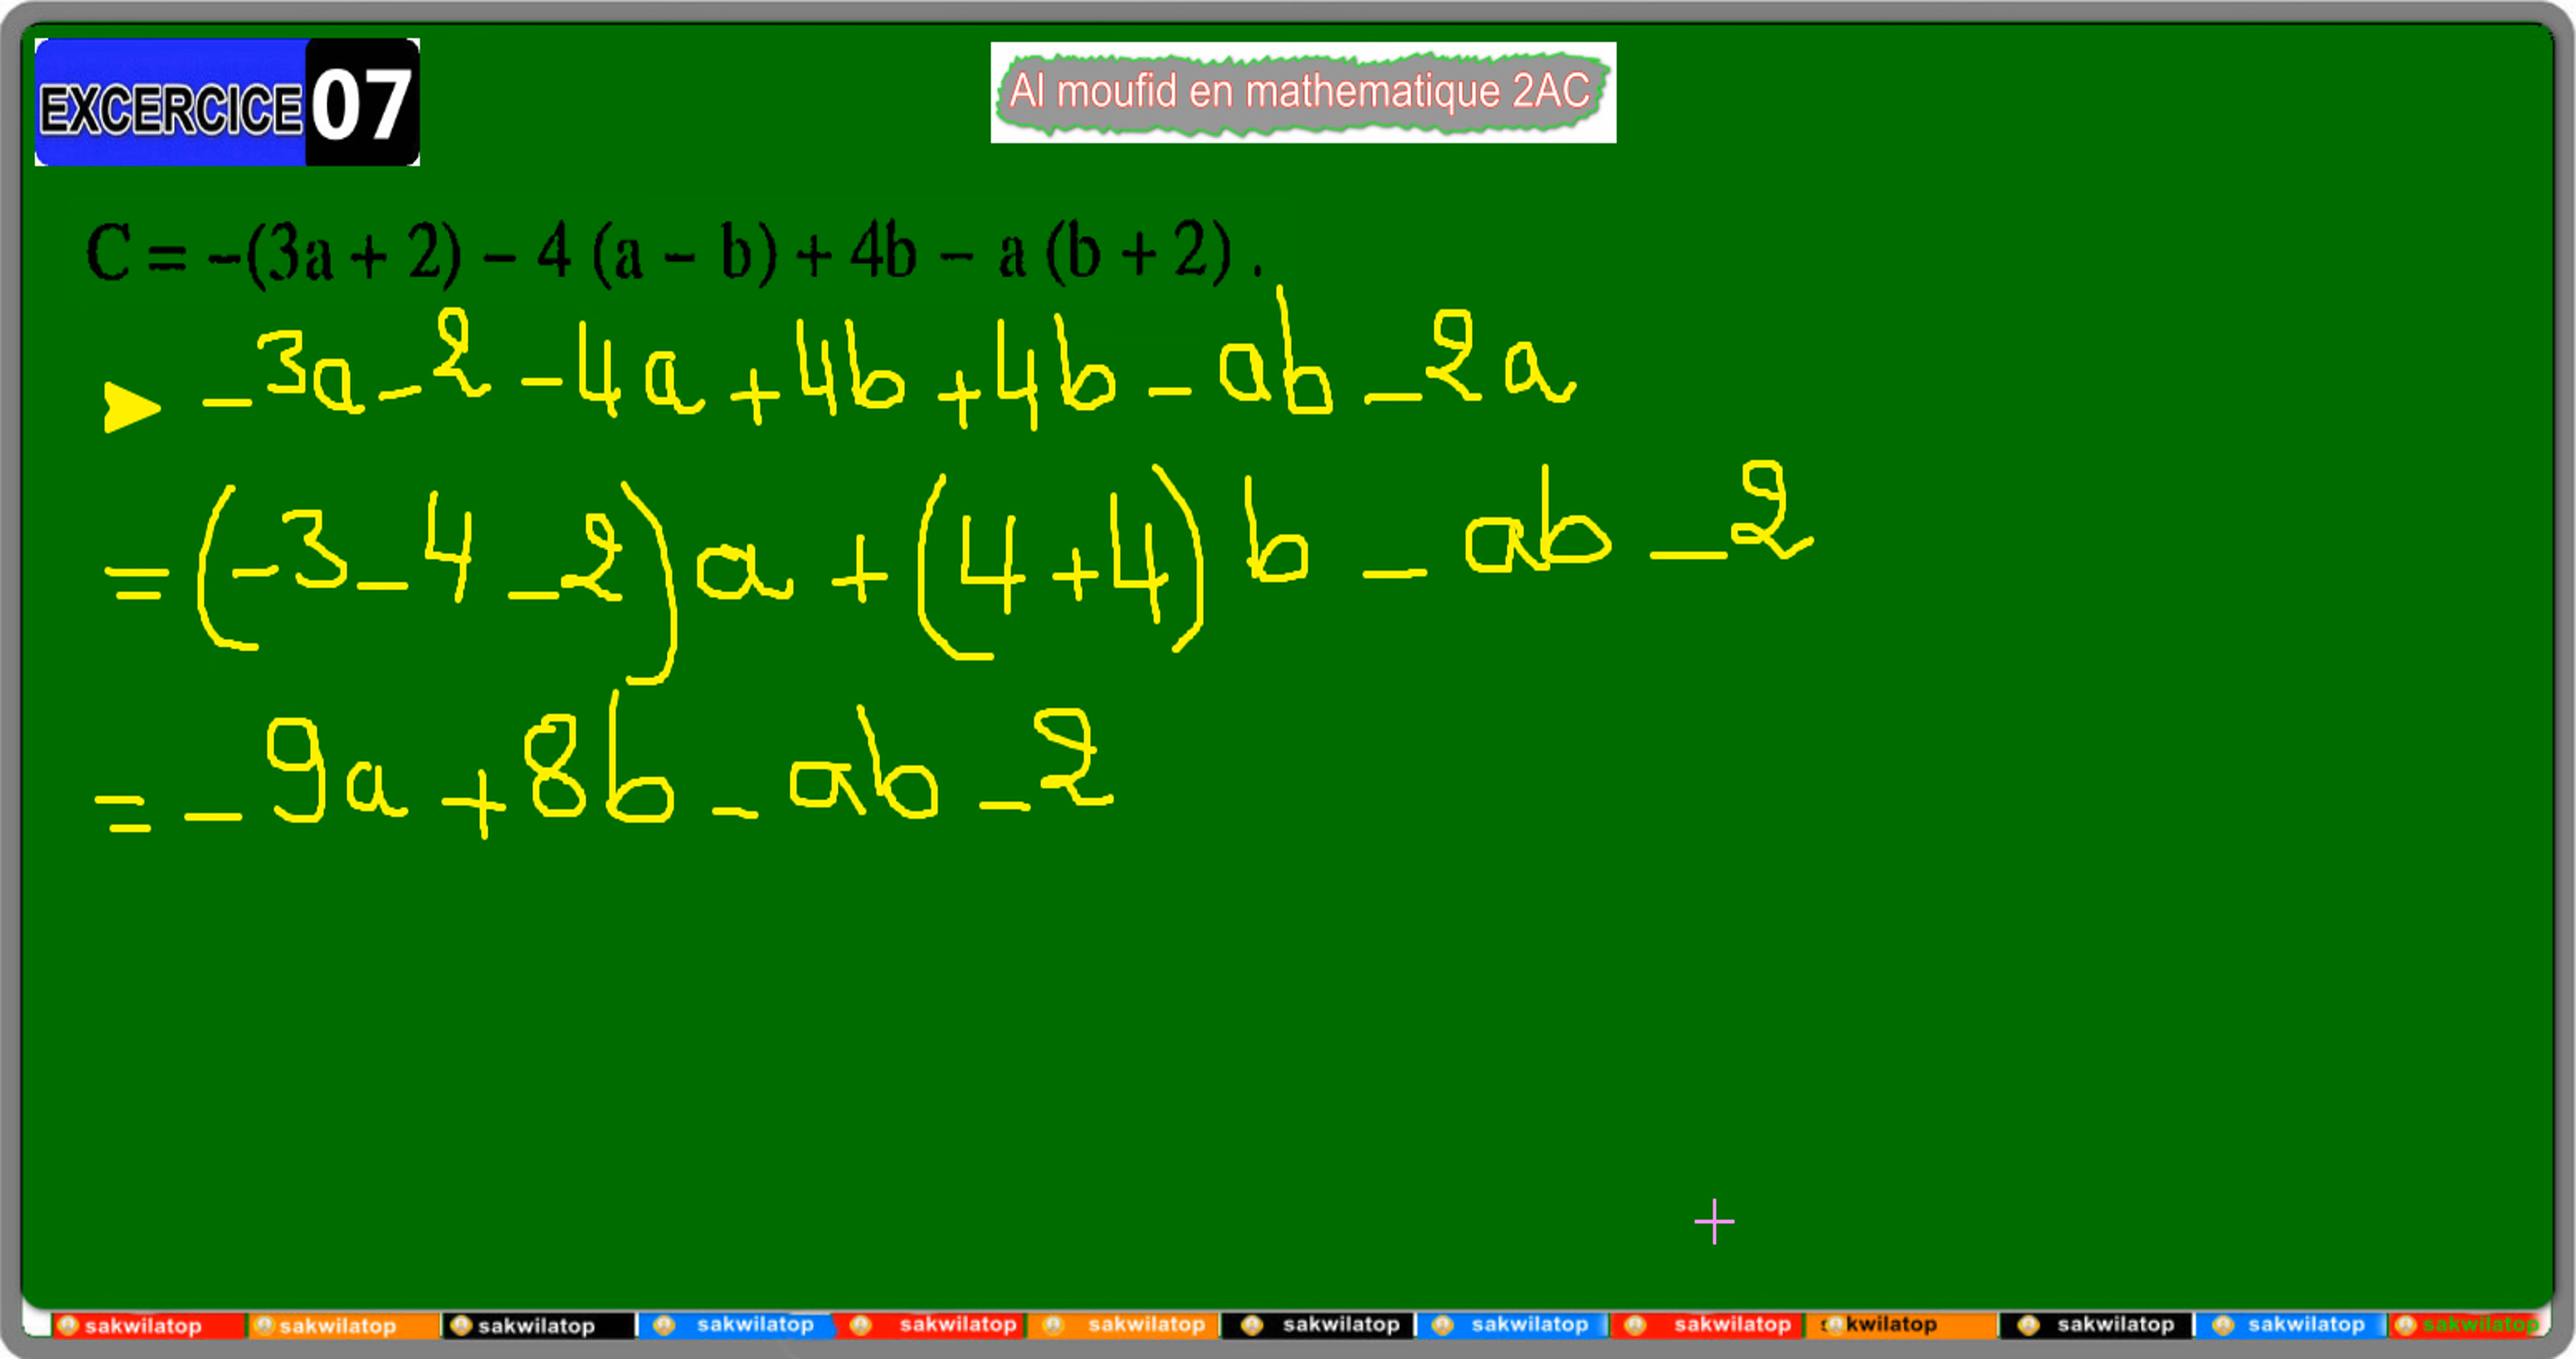 EXCERCICE 07
Al moufid en mathematique 2AC
C = –(3a + 2) – 4 (a – b) + 4b – a (b + 2) .
➤ -3a - 2 - 4a + 4b + 4b - ab - 2a
= (-3 - 4 - 2) a + (4 + 4) b - ab - 2
= - 9a + 8b - ab - 2
sakwilatop sakwilatop sakwilatop sakwilatop sakwilatop sakwilatop sakwilatop sakwilatop sakwilatop kwilatop sakwilatop sakwilatop sakwilatop